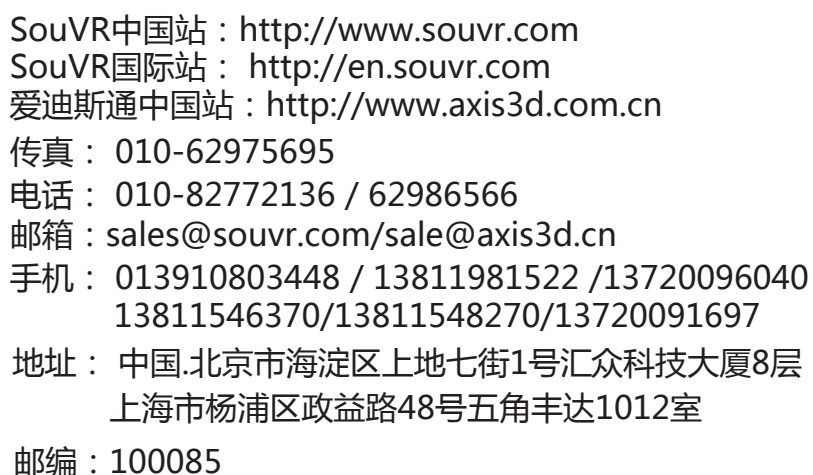 SouVR中国站：http://www.souvr.com
SouVR国际站： http://en.souvr.com
爱迪斯通中国站：http://www.axis3d.com.cn
传真： 010-62975695
电话： 010-82772136 / 62986566
邮箱：sales@souvr.com/sale@axis3d.cn
手机： 013910803448 / 13811981522 /13720096040
13811546370/13811548270/13720091697
地址： 中国.北京市海淀区上地七街1号汇众科技大厦8层
上海市杨浦区政益路48号五角丰达1012室
邮编：100085